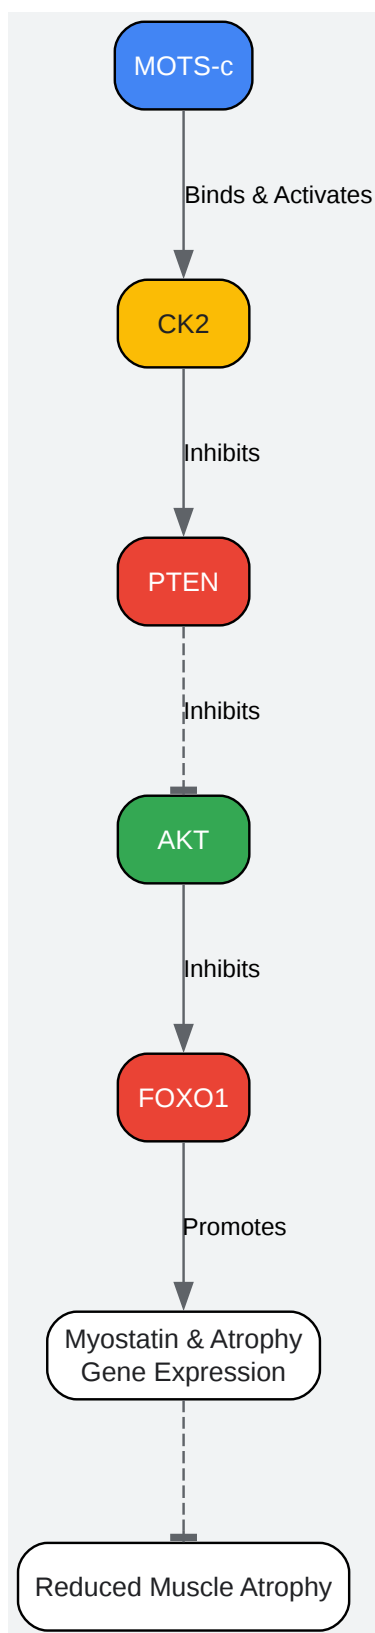 MOTS-c
Binds & Activates
CK2
Inhibits
PTEN
Inhibits
AKT
Inhibits
FOXO1
Promotes
Myostatin & Atrophy
Gene Expression
Reduced Muscle Atrophy